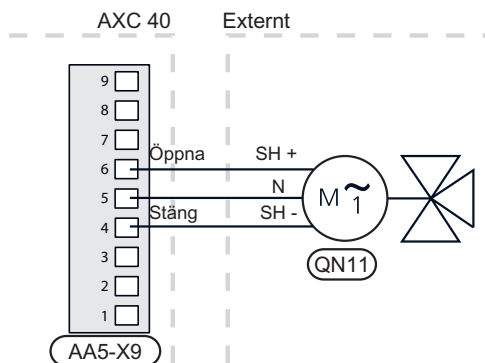 AXC 40 Externt
9
8
7
6 Öppna SH +
5 N
4 Stäng SH -
3
2
1
M ~ 1
QN11
AA5-X9